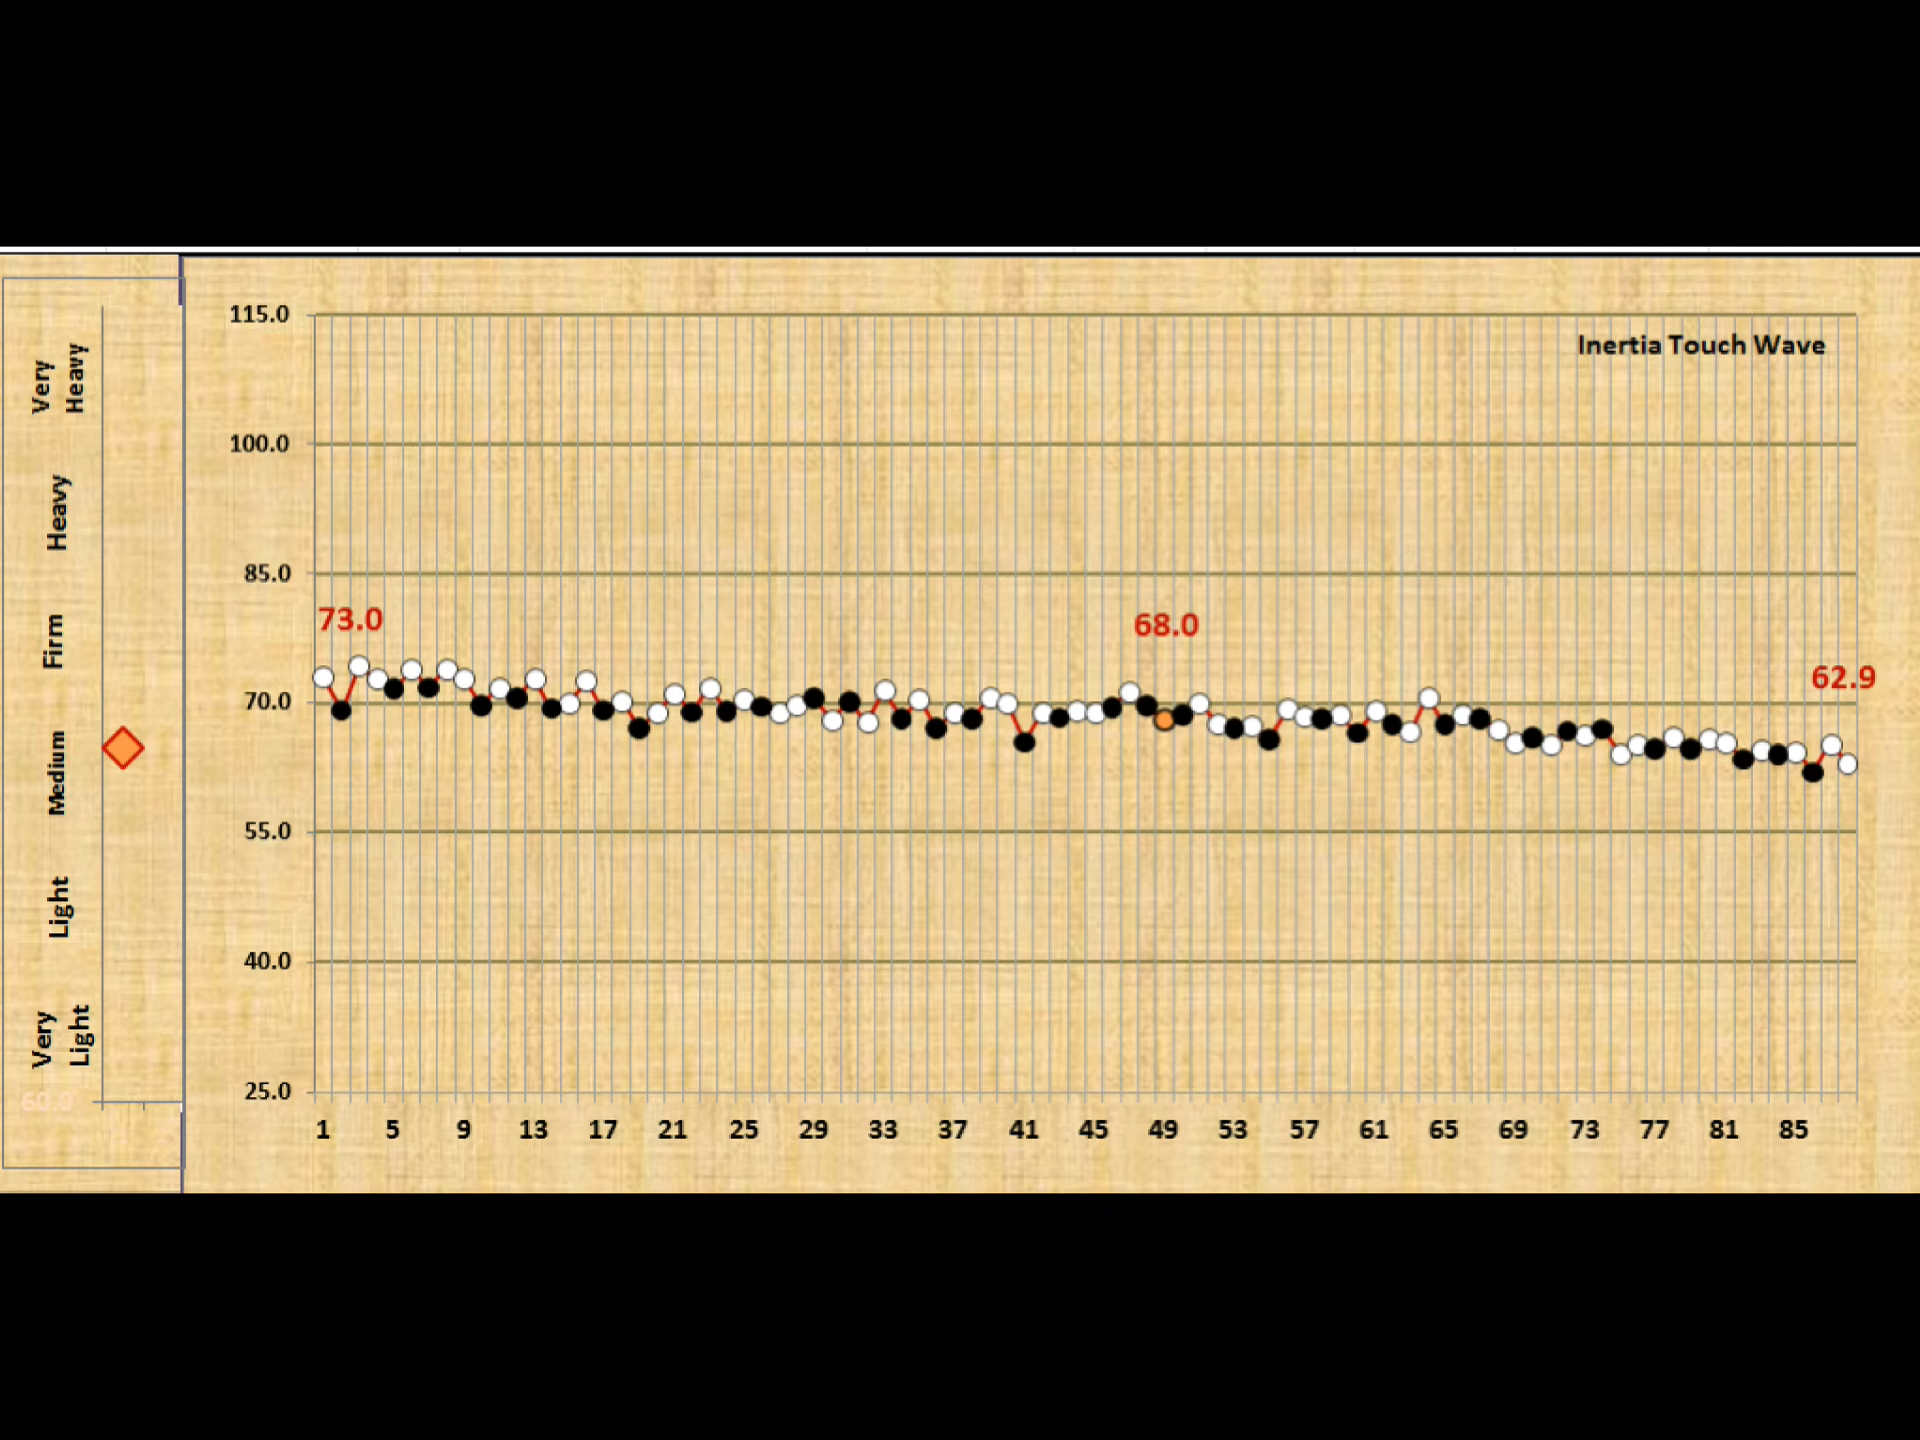 Very
Heavy
Heavy
Firm
Medium
Light
Very
Light
60.0
Inertia Touch Wave
115.0
100.0
85.0
70.0
55.0
40.0
25.0
73.0
68.0
62.9
1 5 9 13 17 21 25 29 33 37 41 45 49 53 57 61 65 69 73 77 81 85